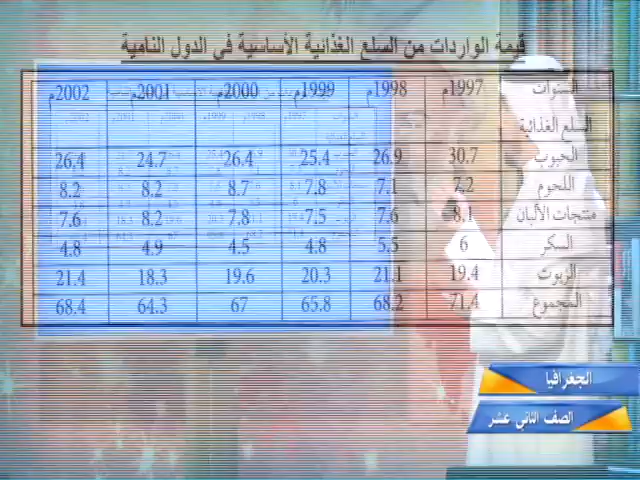 قيمة الواردات من السلع الغذائية الأساسية في الدول النامية
السنوات 1997م 1998م 1999م 2000م 2001م 2002م
السلع الغذائية
الحبوب 30.7 26.9 25.4 26.4 24.7 26,4
اللحوم 7,2 7.1 7.8 8.7 8.2 8.2
منتجات الألبان 8.1 7.6 7.5 7.8 8.2 7.6
السكر 6 5.5 4.8 4.5 4.9 4.8
الزيوت 19.4 21.1 20.3 19.6 18.3 21.4
المجموع 71.4 68.2 65.8 67 64.3 68.4
الجغرافيا
الصف الثاني عشر